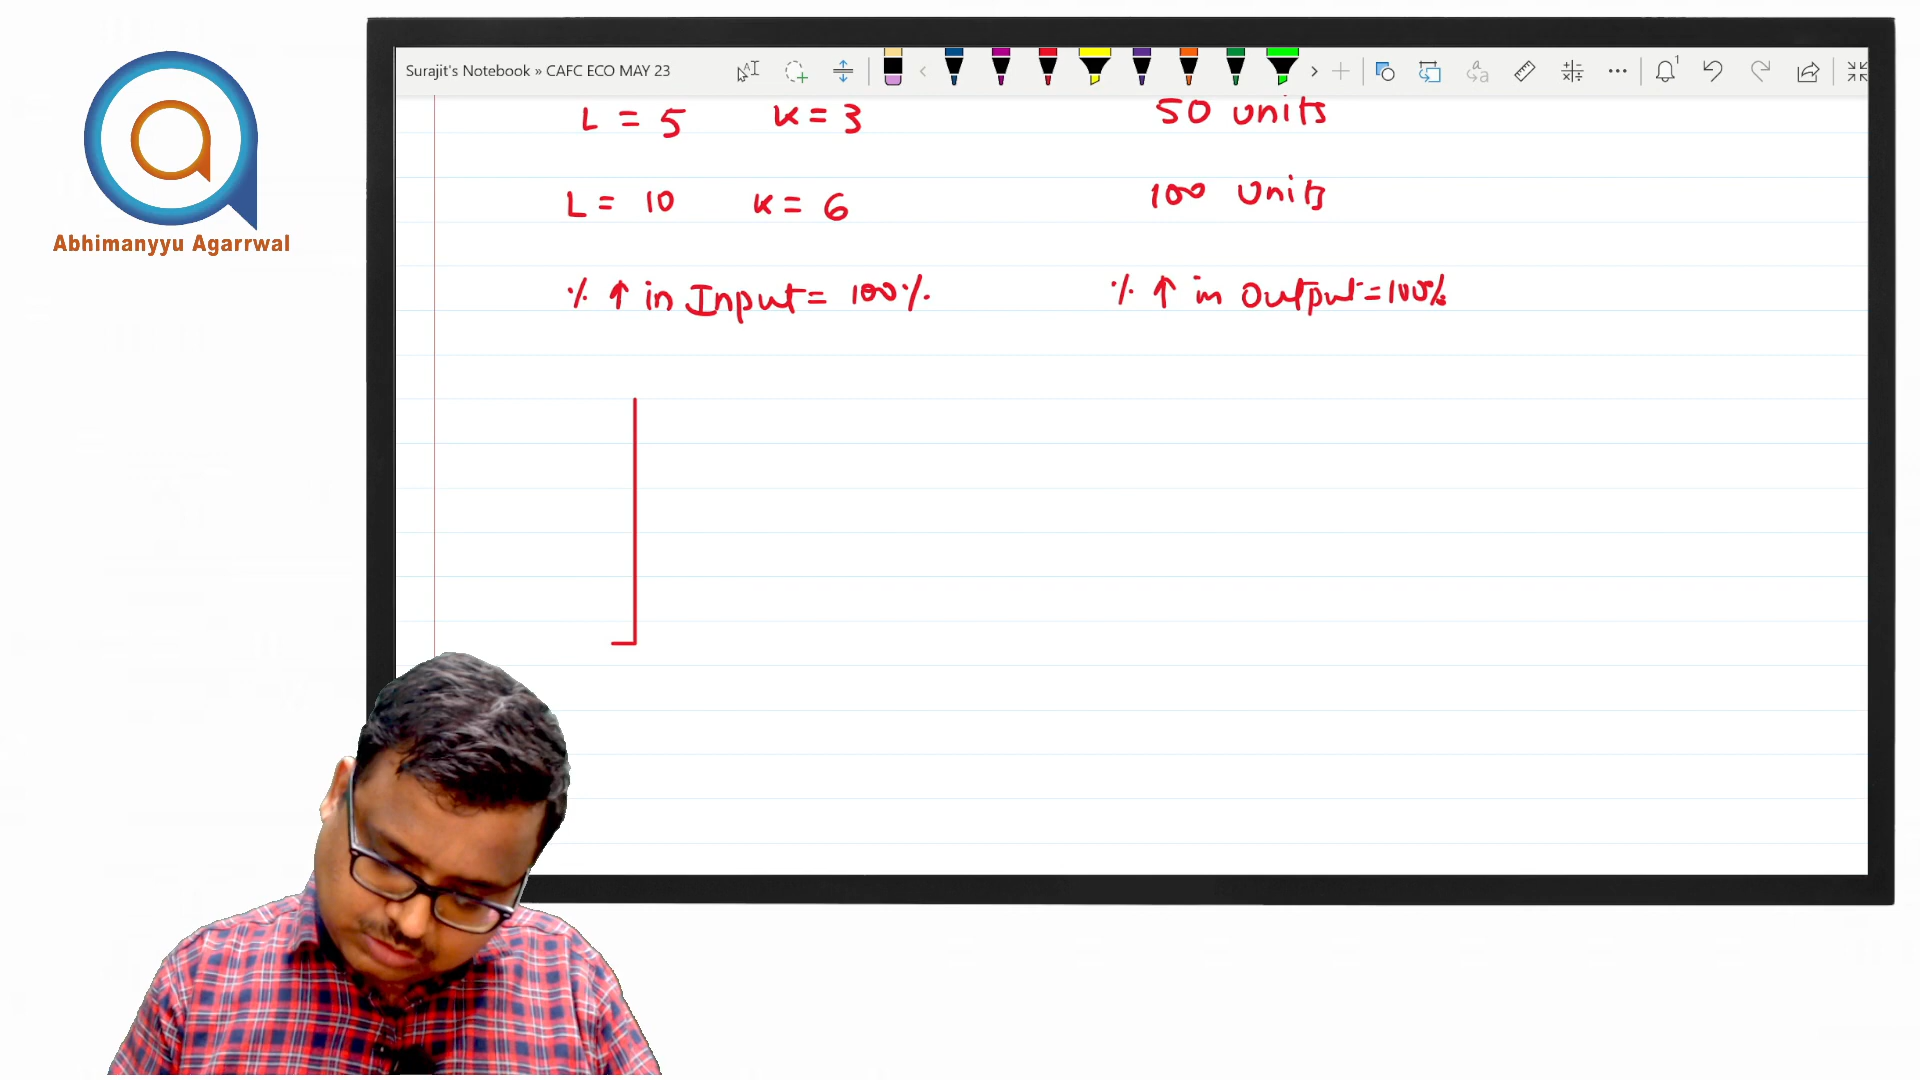 Surajit's Notebook » CAFC ECO MAY 23
L = 5 K = 3 50 units
L = 10 K = 6 100 units
% ↑ in Input = 100% % ↑ in Output = 100%
Abhimanyyu Agarrwal